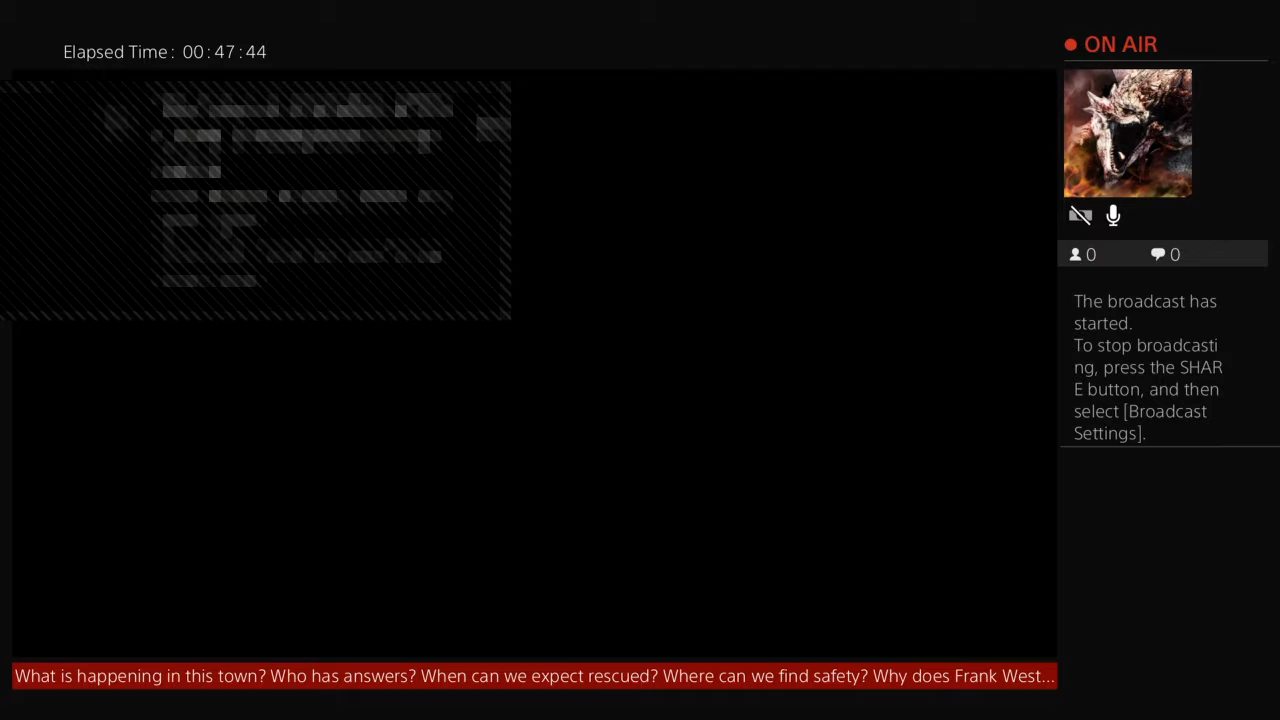 Elapsed Time: 00:47:44
ON AIR
0 0
The broadcast has
started.
To stop broadcasti
ng, press the SHAR
E button, and then
select [Broadcast
Settings].
What is happening in this town? Who has answers? When can we expect rescued? Where can we find safety? Why does Frank West...